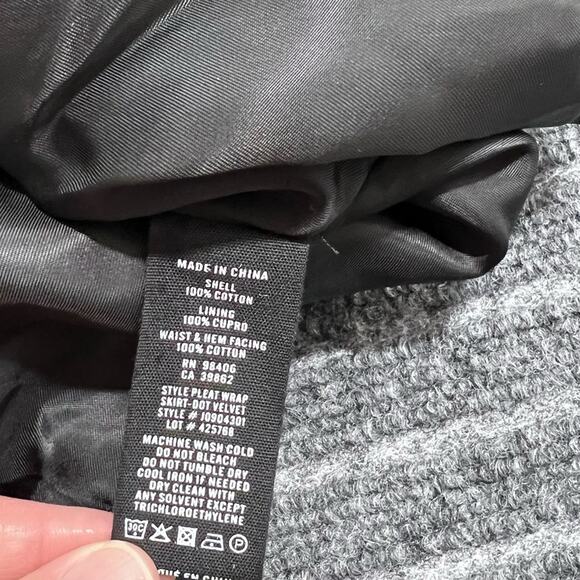 MADE IN CHINA
SHELL
100% COTTON
LINING
100% CUPRO
WAIST & HEM FACING
100% COTTON
RN 98406
CA 39862
STYLE PLEAT WRAP
SKIRT-DOT VELVET
STYLE # 10904301
LOT # 425768
MACHINE WASH COLD
DO NOT BLEACH
DO NOT TUMBLE DRY
COOL IRON IF NEEDED
DRY CLEAN WITH
ANY SOLVENT EXCEPT
TRICHLOROETHYLENE
30C P